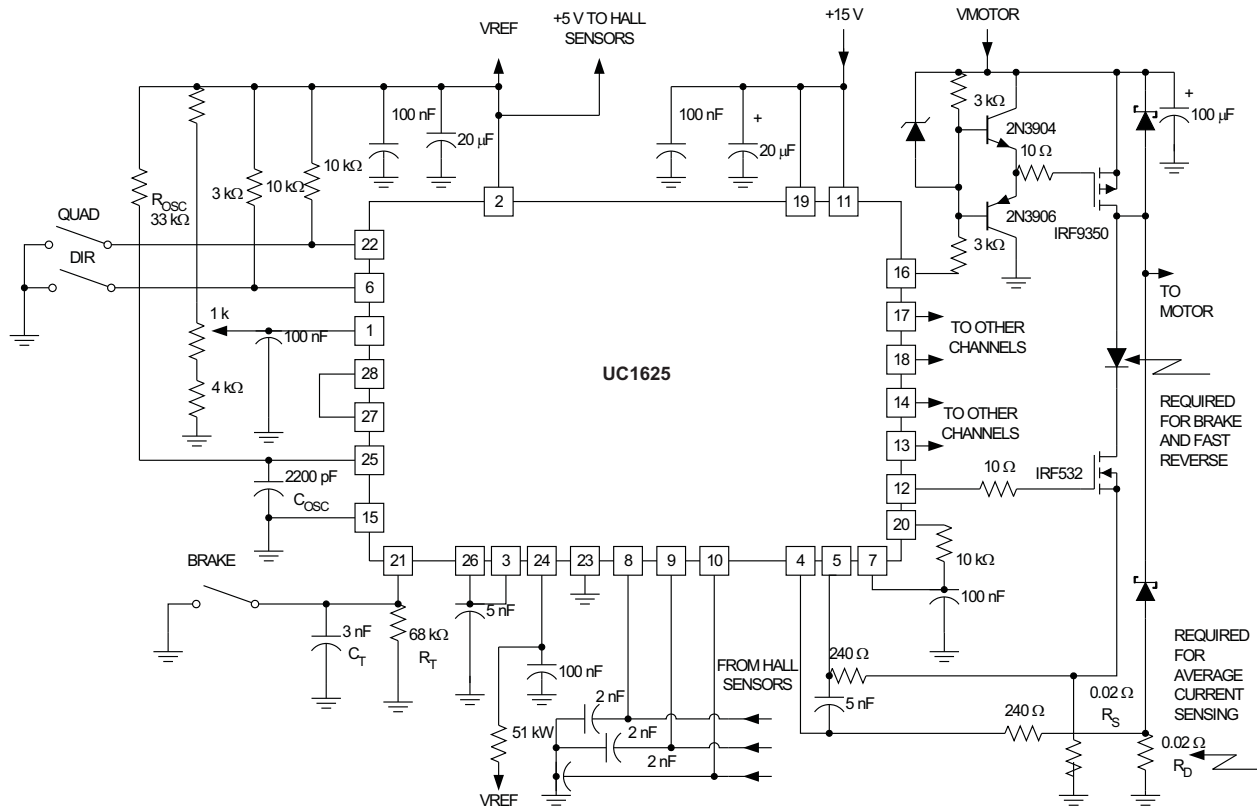 +5 V TO HALL
SENSORS
VREF
+15 V
VMOTOR
100 nF
20 μF
100 nF
+
20 μF
3 kΩ
2N3904
10 Ω
+
100 μF
R_OSC
33 kΩ
3 kΩ
10 kΩ
10 kΩ
2
19
11
2N3906
IRF9350
3 kΩ
QUAD
DIR
22
6
16
TO
MOTOR
1 k
1
100 nF
17
TO OTHER
CHANNELS
18
28
UC1625
4 kΩ
27
14
TO OTHER
CHANNELS
13
REQUIRED
FOR BRAKE
AND FAST
REVERSE
25
2200 pF
C_OSC
15
12
10 Ω
IRF532
20
10 kΩ
BRAKE
21
26
3
24
23
8
9
10
4
5
7
100 nF
3 nF
C_T
68 kΩ
R_T
5 nF
100 nF
FROM HALL
SENSORS
240 Ω
5 nF
0.02 Ω
R_S
REQUIRED
FOR
AVERAGE
CURRENT
SENSING
2 nF
2 nF
2 nF
51 kW
240 Ω
0.02 Ω
R_D
VREF